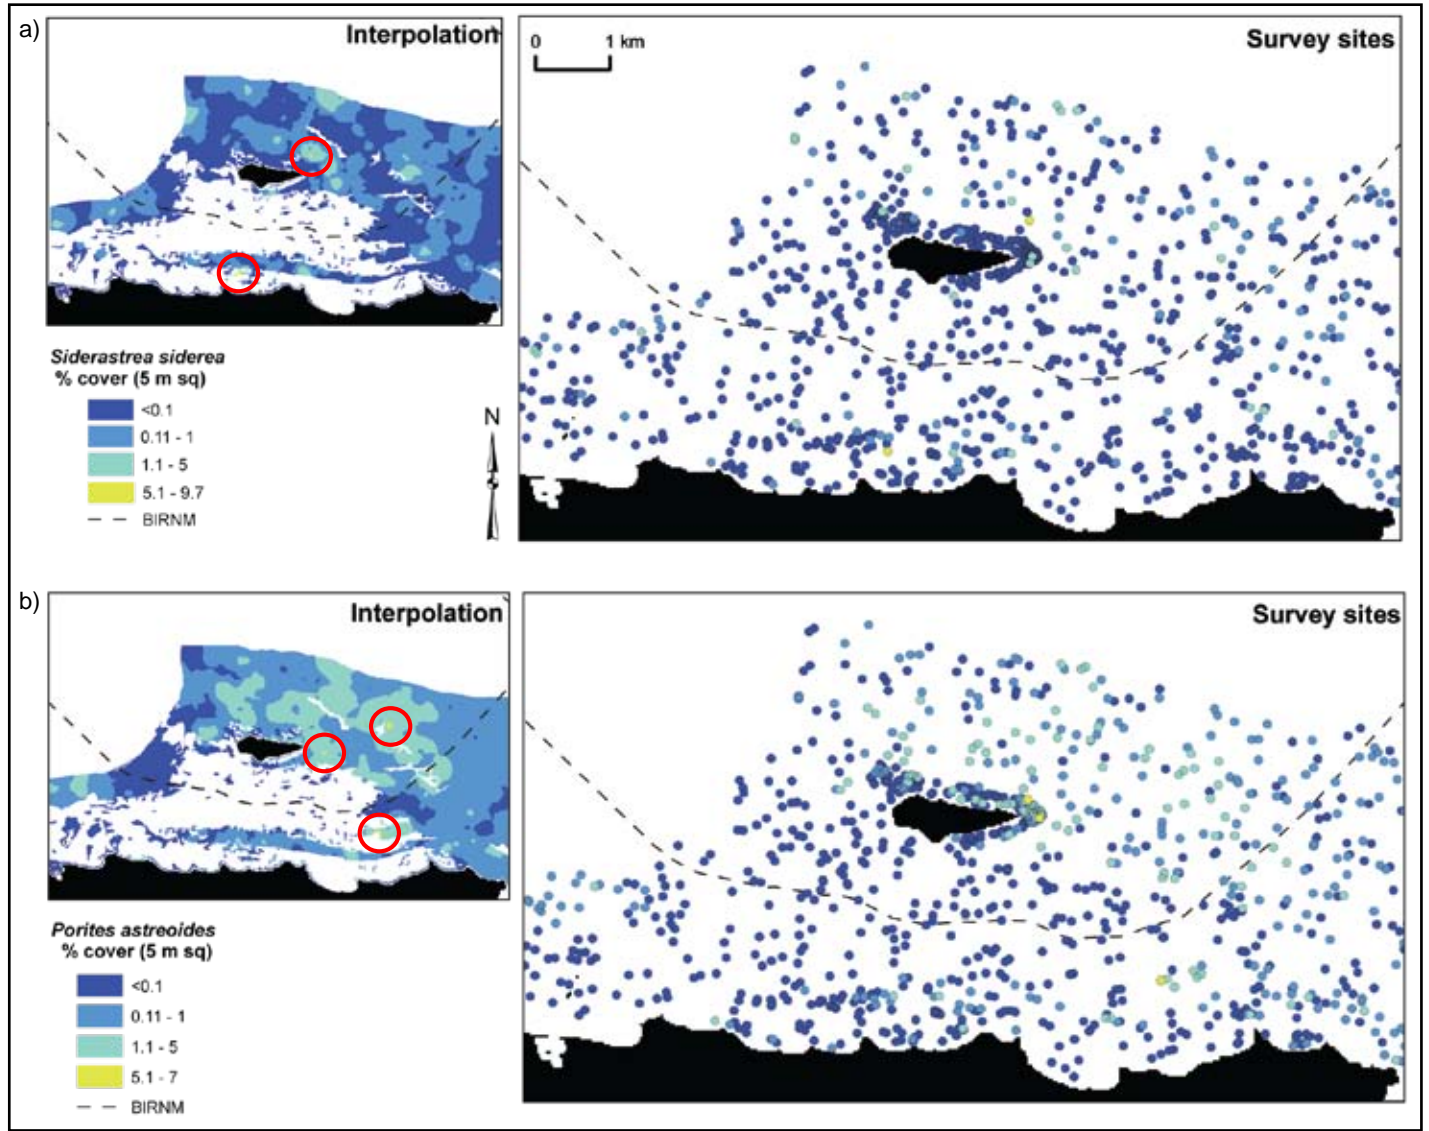 a)
Interpolation
Survey sites
0 1 km
Siderastrea siderea
% cover (5 m sq)
<0.1
0.11 - 1
1.1 - 5
5.1 - 9.7
BIRNM
N
b)
Interpolation
Survey sites
Porites astreoides
% cover (5 m sq)
<0.1
0.11 - 1
1.1 - 5
5.1 - 7
BIRNM